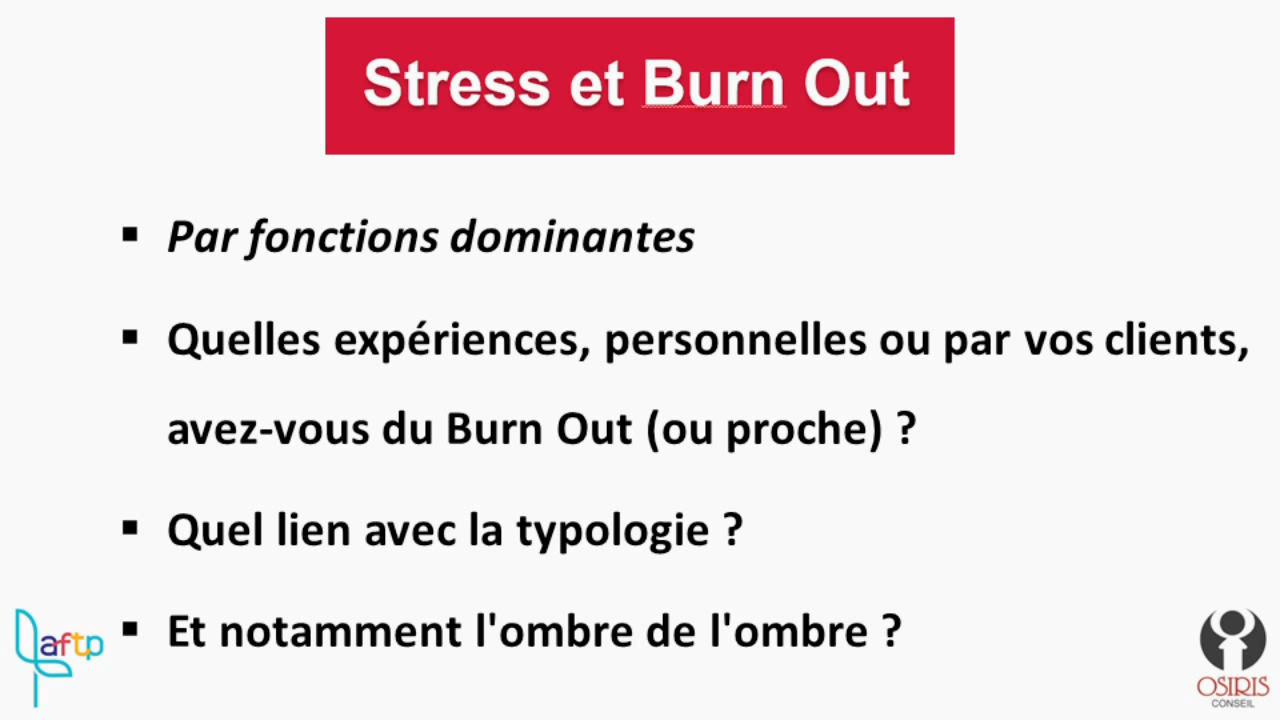 Stress et Burn Out
▪ Par fonctions dominantes
▪ Quelles expériences, personnelles ou par vos clients,
avez-vous du Burn Out (ou proche) ?
▪ Quel lien avec la typologie ?
▪ Et notamment l'ombre de l'ombre ?
aftp
OSIRIS
CONSEIL